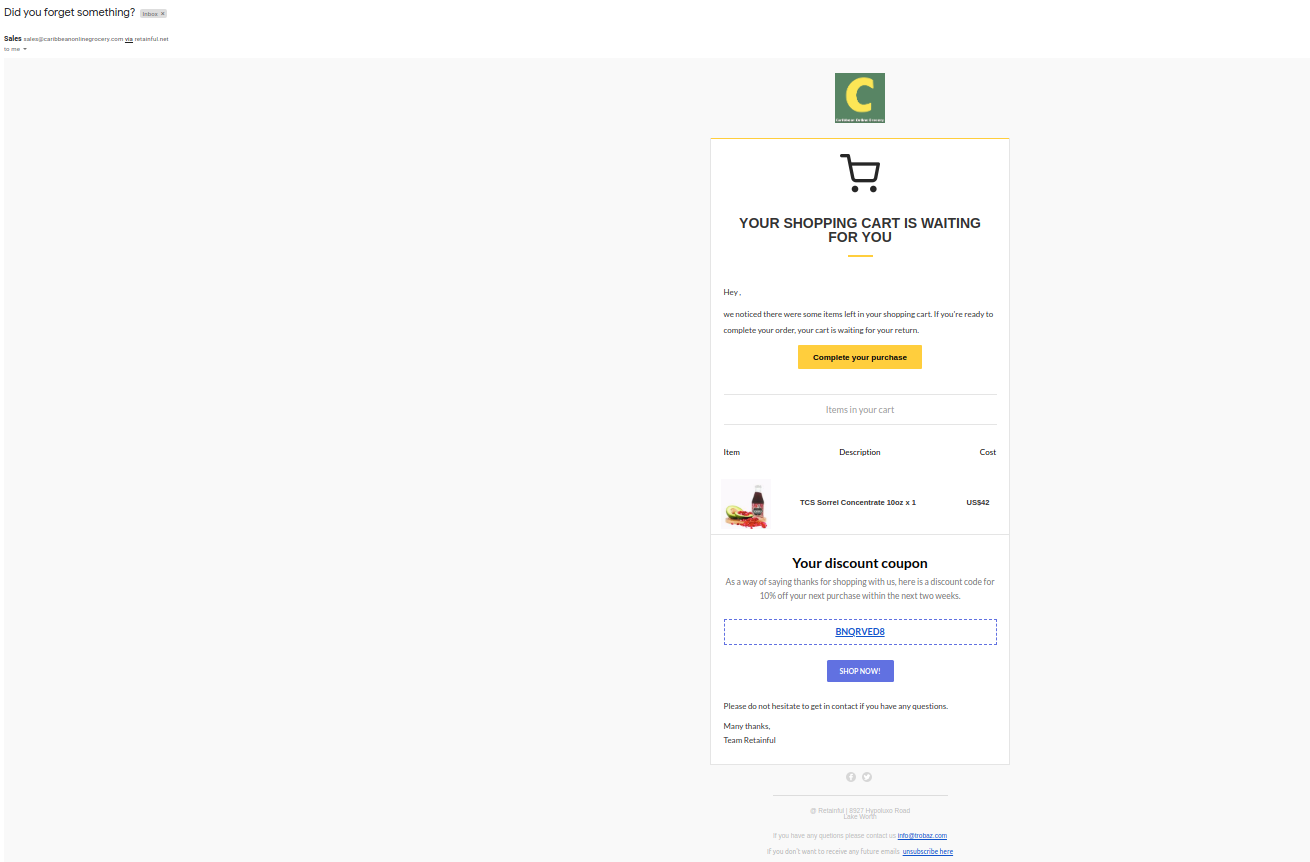 Did you forget something? Inbox ×
Sales sales@caribbeanonlinegrocery.com via retainful.net
to me
C
Caribbean Online Grocery
YOUR SHOPPING CART IS WAITING
FOR YOU
Hey ,
we noticed there were some items left in your shopping cart. If you're ready to
complete your order, your cart is waiting for your return.
Complete your purchase
Items in your cart
Item Description Cost
TCS Sorrel Concentrate 10oz x 1 US$42
Your discount coupon
As a way of saying thanks for shopping with us, here is a discount code for
10% off your next purchase within the next two weeks.
BNQRVED8
SHOP NOW!
Please do not hesitate to get in contact if you have any questions.
Many thanks,
Team Retainful
@ Retainful | 8927 Hypoluxo Road
Lake Worth
If you have any quetions please contact us info@trobaz.com
If you don't want to receive any future emails unsubscribe here